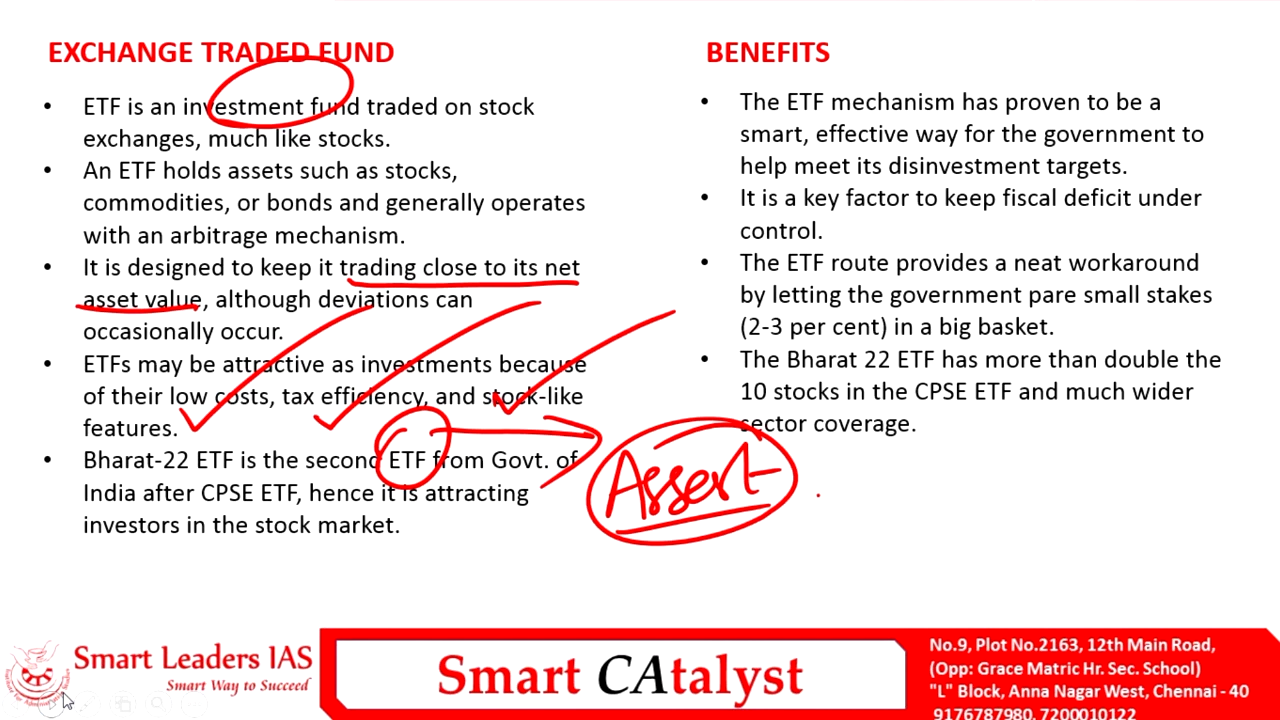 EXCHANGE TRADED FUND
• ETF is an investment fund traded on stock
exchanges, much like stocks.
• An ETF holds assets such as stocks,
commodities, or bonds and generally operates
with an arbitrage mechanism.
• It is designed to keep it trading close to its net
asset value, although deviations can
occasionally occur.
• ETFs may be attractive as investments because
of their low costs, tax efficiency, and stock-like
features.
• Bharat-22 ETF is the second ETF from Govt. of
India after CPSE ETF, hence it is attracting
investors in the stock market.
Assert
BENEFITS
• The ETF mechanism has proven to be a
smart, effective way for the government to
help meet its disinvestment targets.
• It is a key factor to keep fiscal deficit under
control.
• The ETF route provides a neat workaround
by letting the government pare small stakes
(2-3 per cent) in a big basket.
• The Bharat 22 ETF has more than double the
10 stocks in the CPSE ETF and much wider
sector coverage.
Smart Leaders IAS
Smart Way to Succeed
Smart CAtalyst
No.9, Plot No.2163, 12th Main Road,
(Opp: Grace Matric Hr. Sec. School)
"L" Block, Anna Nagar West, Chennai - 40
9176787980, 7200010122